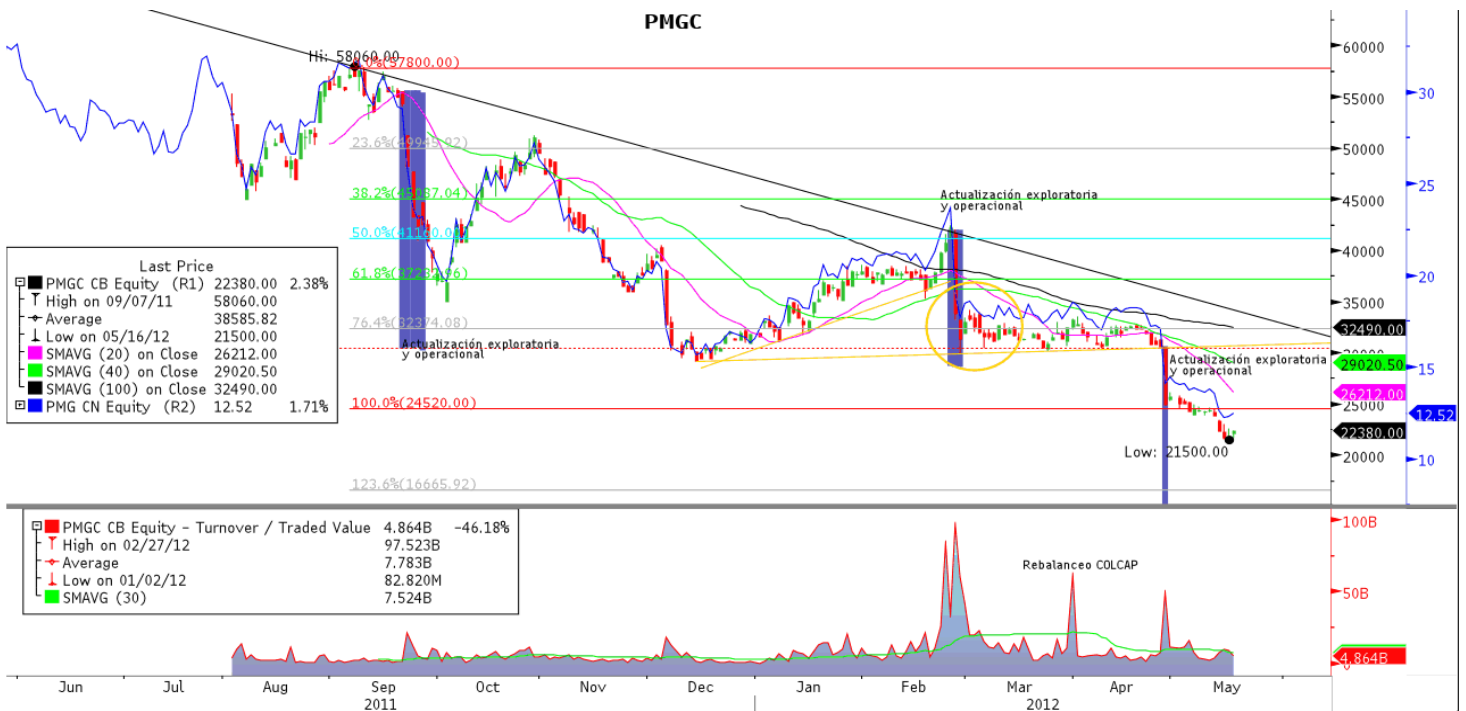 PMGC
Hi: 58060.00
0.0%(57800.00)
23.6%(49945.92)
38.2%(45087.04)
50.0%(41160.00)
61.8%(37232.96)
76.4%(32374.08)
100.0%(24520.00)
123.6%(16665.92)
Actualización exploratoria
y operacional
Actualización exploratoria
y operacional
Actualización exploratoria
y operacional
Low: 21500.00
Last Price
PMGC CB Equity (R1) 22380.00 2.38%
High on 09/07/11 58060.00
Average 38585.82
Low on 05/16/12 21500.00
SMAVG (20) on Close 26212.00
SMAVG (40) on Close 29020.50
SMAVG (100) on Close 32490.00
PMG CN Equity (R2) 12.52 1.71%
60000
55000
50000
45000
40000
35000
32490.00
30000
29020.50
26212.00
25000
22380.00
20000
30
25
20
15
12.52
10
PMGC CB Equity - Turnover / Traded Value 4.864B -46.18%
High on 02/27/12 97.523B
Average 7.783B
Low on 01/02/12 82.820M
SMAVG (30) 7.524B
Rebalanceo COLCAP
100B
50B
4.864B
0
Jun Jul Aug Sep Oct Nov Dec Jan Feb Mar Apr May
2011 2012